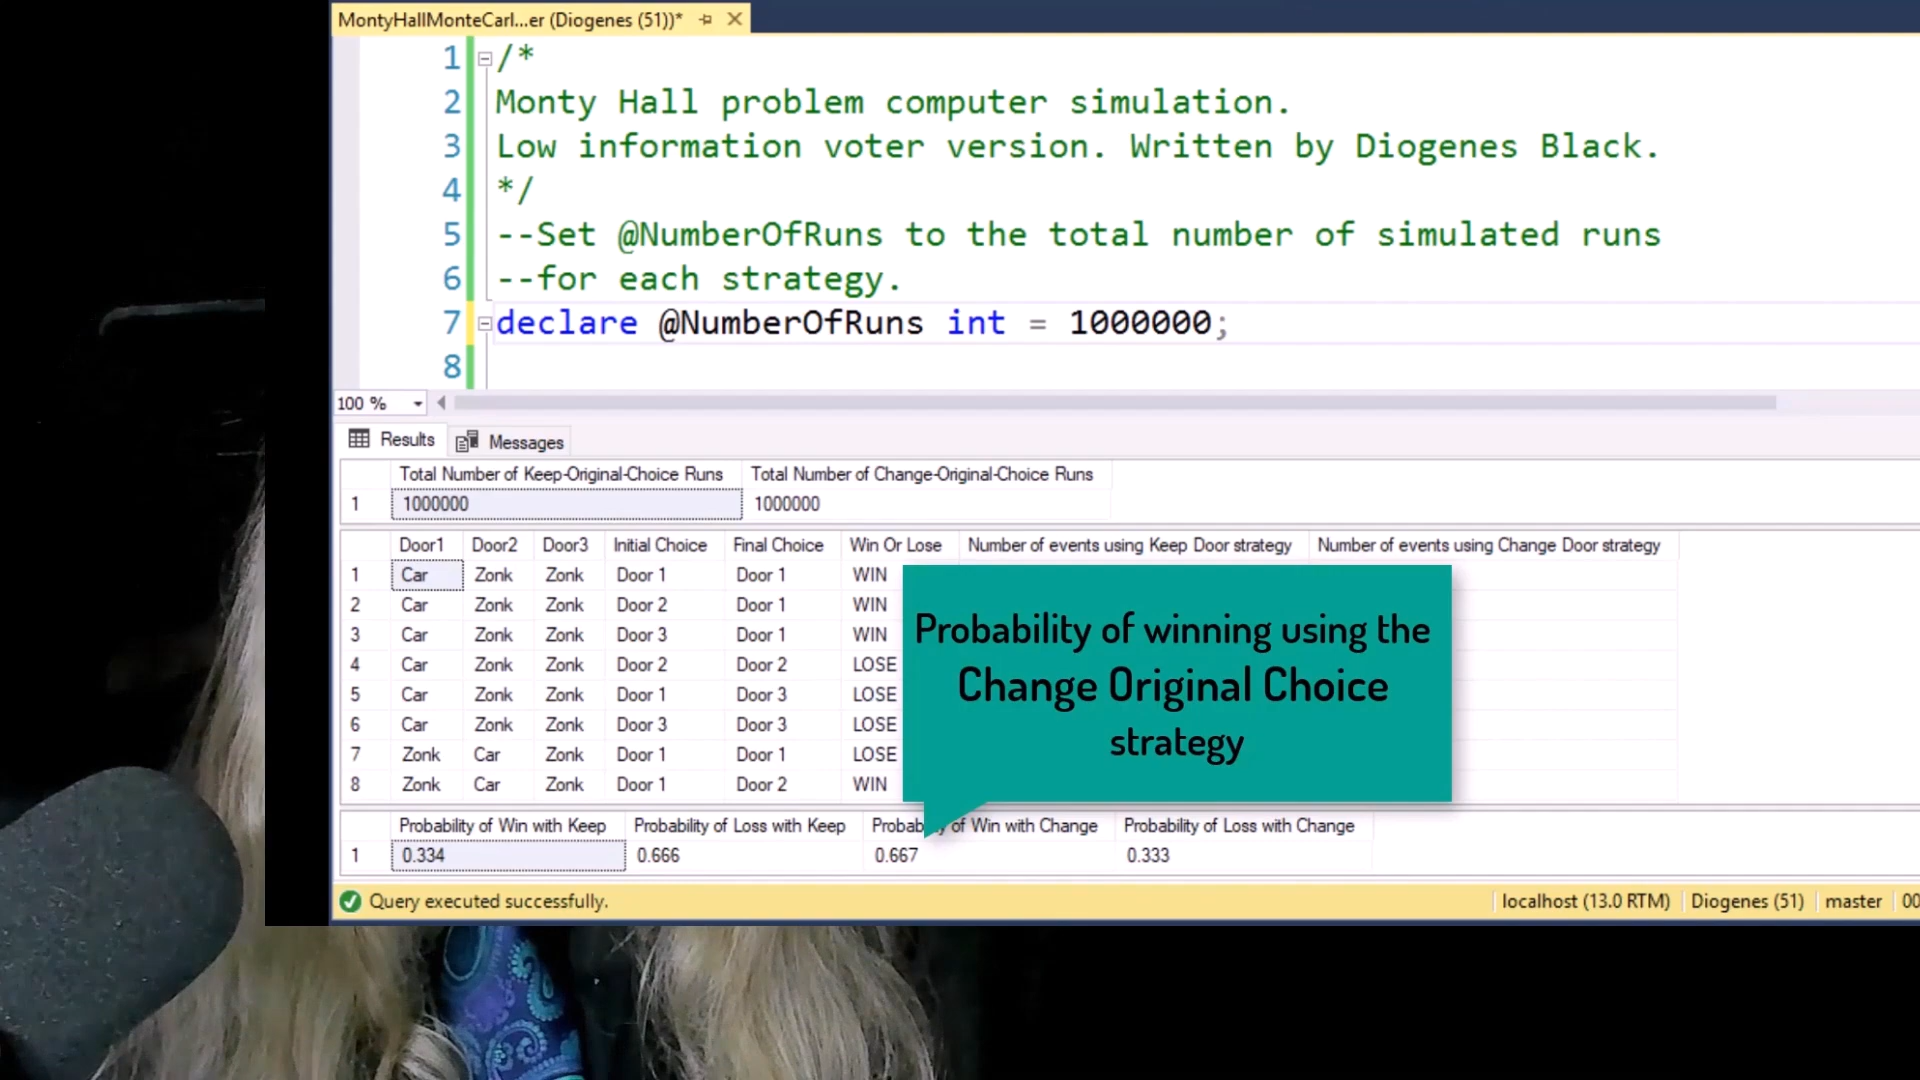 MontyHallMonteCarl...er (Diogenes (51))*
1 /*
2 Monty Hall problem computer simulation.
3 Low information voter version. Written by Diogenes Black.
4 */
5 --Set @NumberOfRuns to the total number of simulated runs
6 --for each strategy.
7 declare @NumberOfRuns int = 1000000;
8
100 %
Results Messages
Total Number of Keep-Original-Choice Runs Total Number of Change-Original-Choice Runs
1 1000000 1000000
Door1 Door2 Door3 Initial Choice Final Choice Win Or Lose Number of events using Keep Door strategy Number of events using Change Door strategy
1 Car Zonk Zonk Door 1 Door 1 WIN
2 Car Zonk Zonk Door 2 Door 1 WIN
3 Car Zonk Zonk Door 3 Door 1 WIN
4 Car Zonk Zonk Door 2 Door 2 LOSE
5 Car Zonk Zonk Door 1 Door 3 LOSE
6 Car Zonk Zonk Door 3 Door 3 LOSE
7 Zonk Car Zonk Door 1 Door 1 LOSE
8 Zonk Car Zonk Door 1 Door 2 WIN
Probability of winning using the
Change Original Choice
strategy
Probability of Win with Keep Probability of Loss with Keep Probab of Win with Change Probability of Loss with Change
1 0.334 0.666 0.667 0.333
Query executed successfully. localhost (13.0 RTM) Diogenes (51) master 00